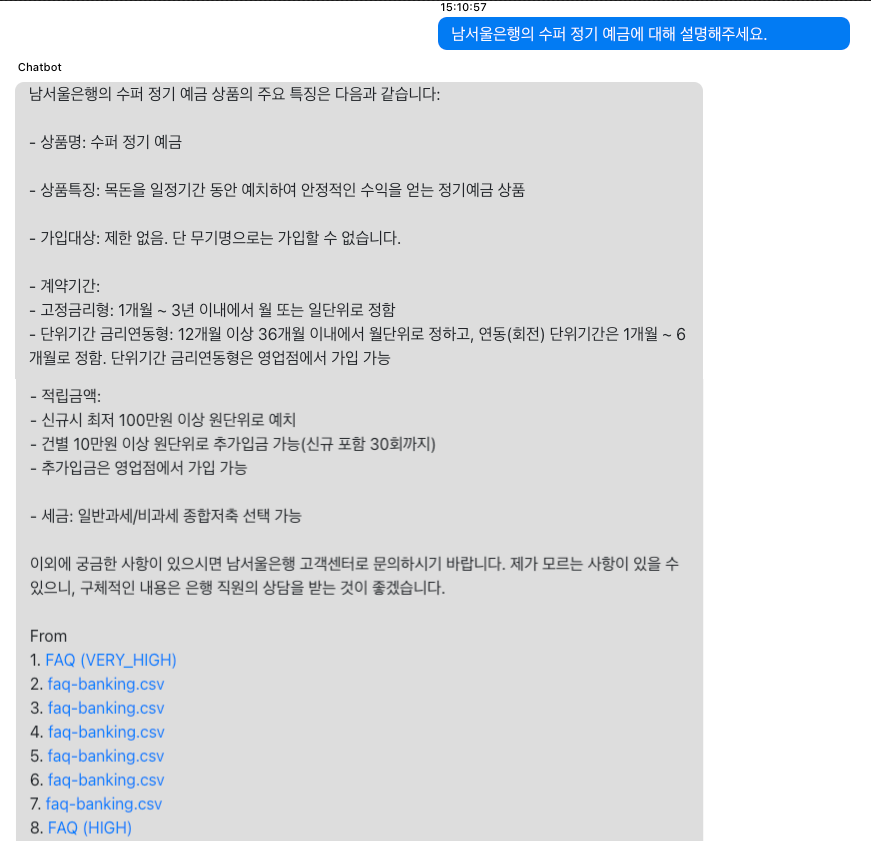 15:10:57
남서울은행의 수퍼 정기 예금에 대해 설명해주세요.
Chatbot
남서울은행의 수퍼 정기 예금 상품의 주요 특징은 다음과 같습니다:
- 상품명: 수퍼 정기 예금
- 상품특징: 목돈을 일정기간 동안 예치하여 안정적인 수익을 얻는 정기예금 상품
- 가입대상: 제한 없음. 단 무기명으로는 가입할 수 없습니다.
- 계약기간:
- 고정금리형: 1개월 ~ 3년 이내에서 월 또는 일단위로 정함
- 단위기간 금리연동형: 12개월 이상 36개월 이내에서 월단위로 정하고, 연동(회전) 단위기간은 1개월 ~ 6
개월로 정함. 단위기간 금리연동형은 영업점에서 가입 가능
- 적립금액:
- 신규시 최저 100만원 이상 원단위로 예치
- 건별 10만원 이상 원단위로 추가입금 가능(신규 포함 30회까지)
- 추가입금은 영업점에서 가입 가능
- 세금: 일반과세/비과세 종합저축 선택 가능
이외에 궁금한 사항이 있으시면 남서울은행 고객센터로 문의하시기 바랍니다. 제가 모르는 사항이 있을 수
있으니, 구체적인 내용은 은행 직원의 상담을 받는 것이 좋겠습니다.
From
1. FAQ (VERY_HIGH)
2. faq-banking.csv
3. faq-banking.csv
4. faq-banking.csv
5. faq-banking.csv
6. faq-banking.csv
7. faq-banking.csv
8. FAQ (HIGH)